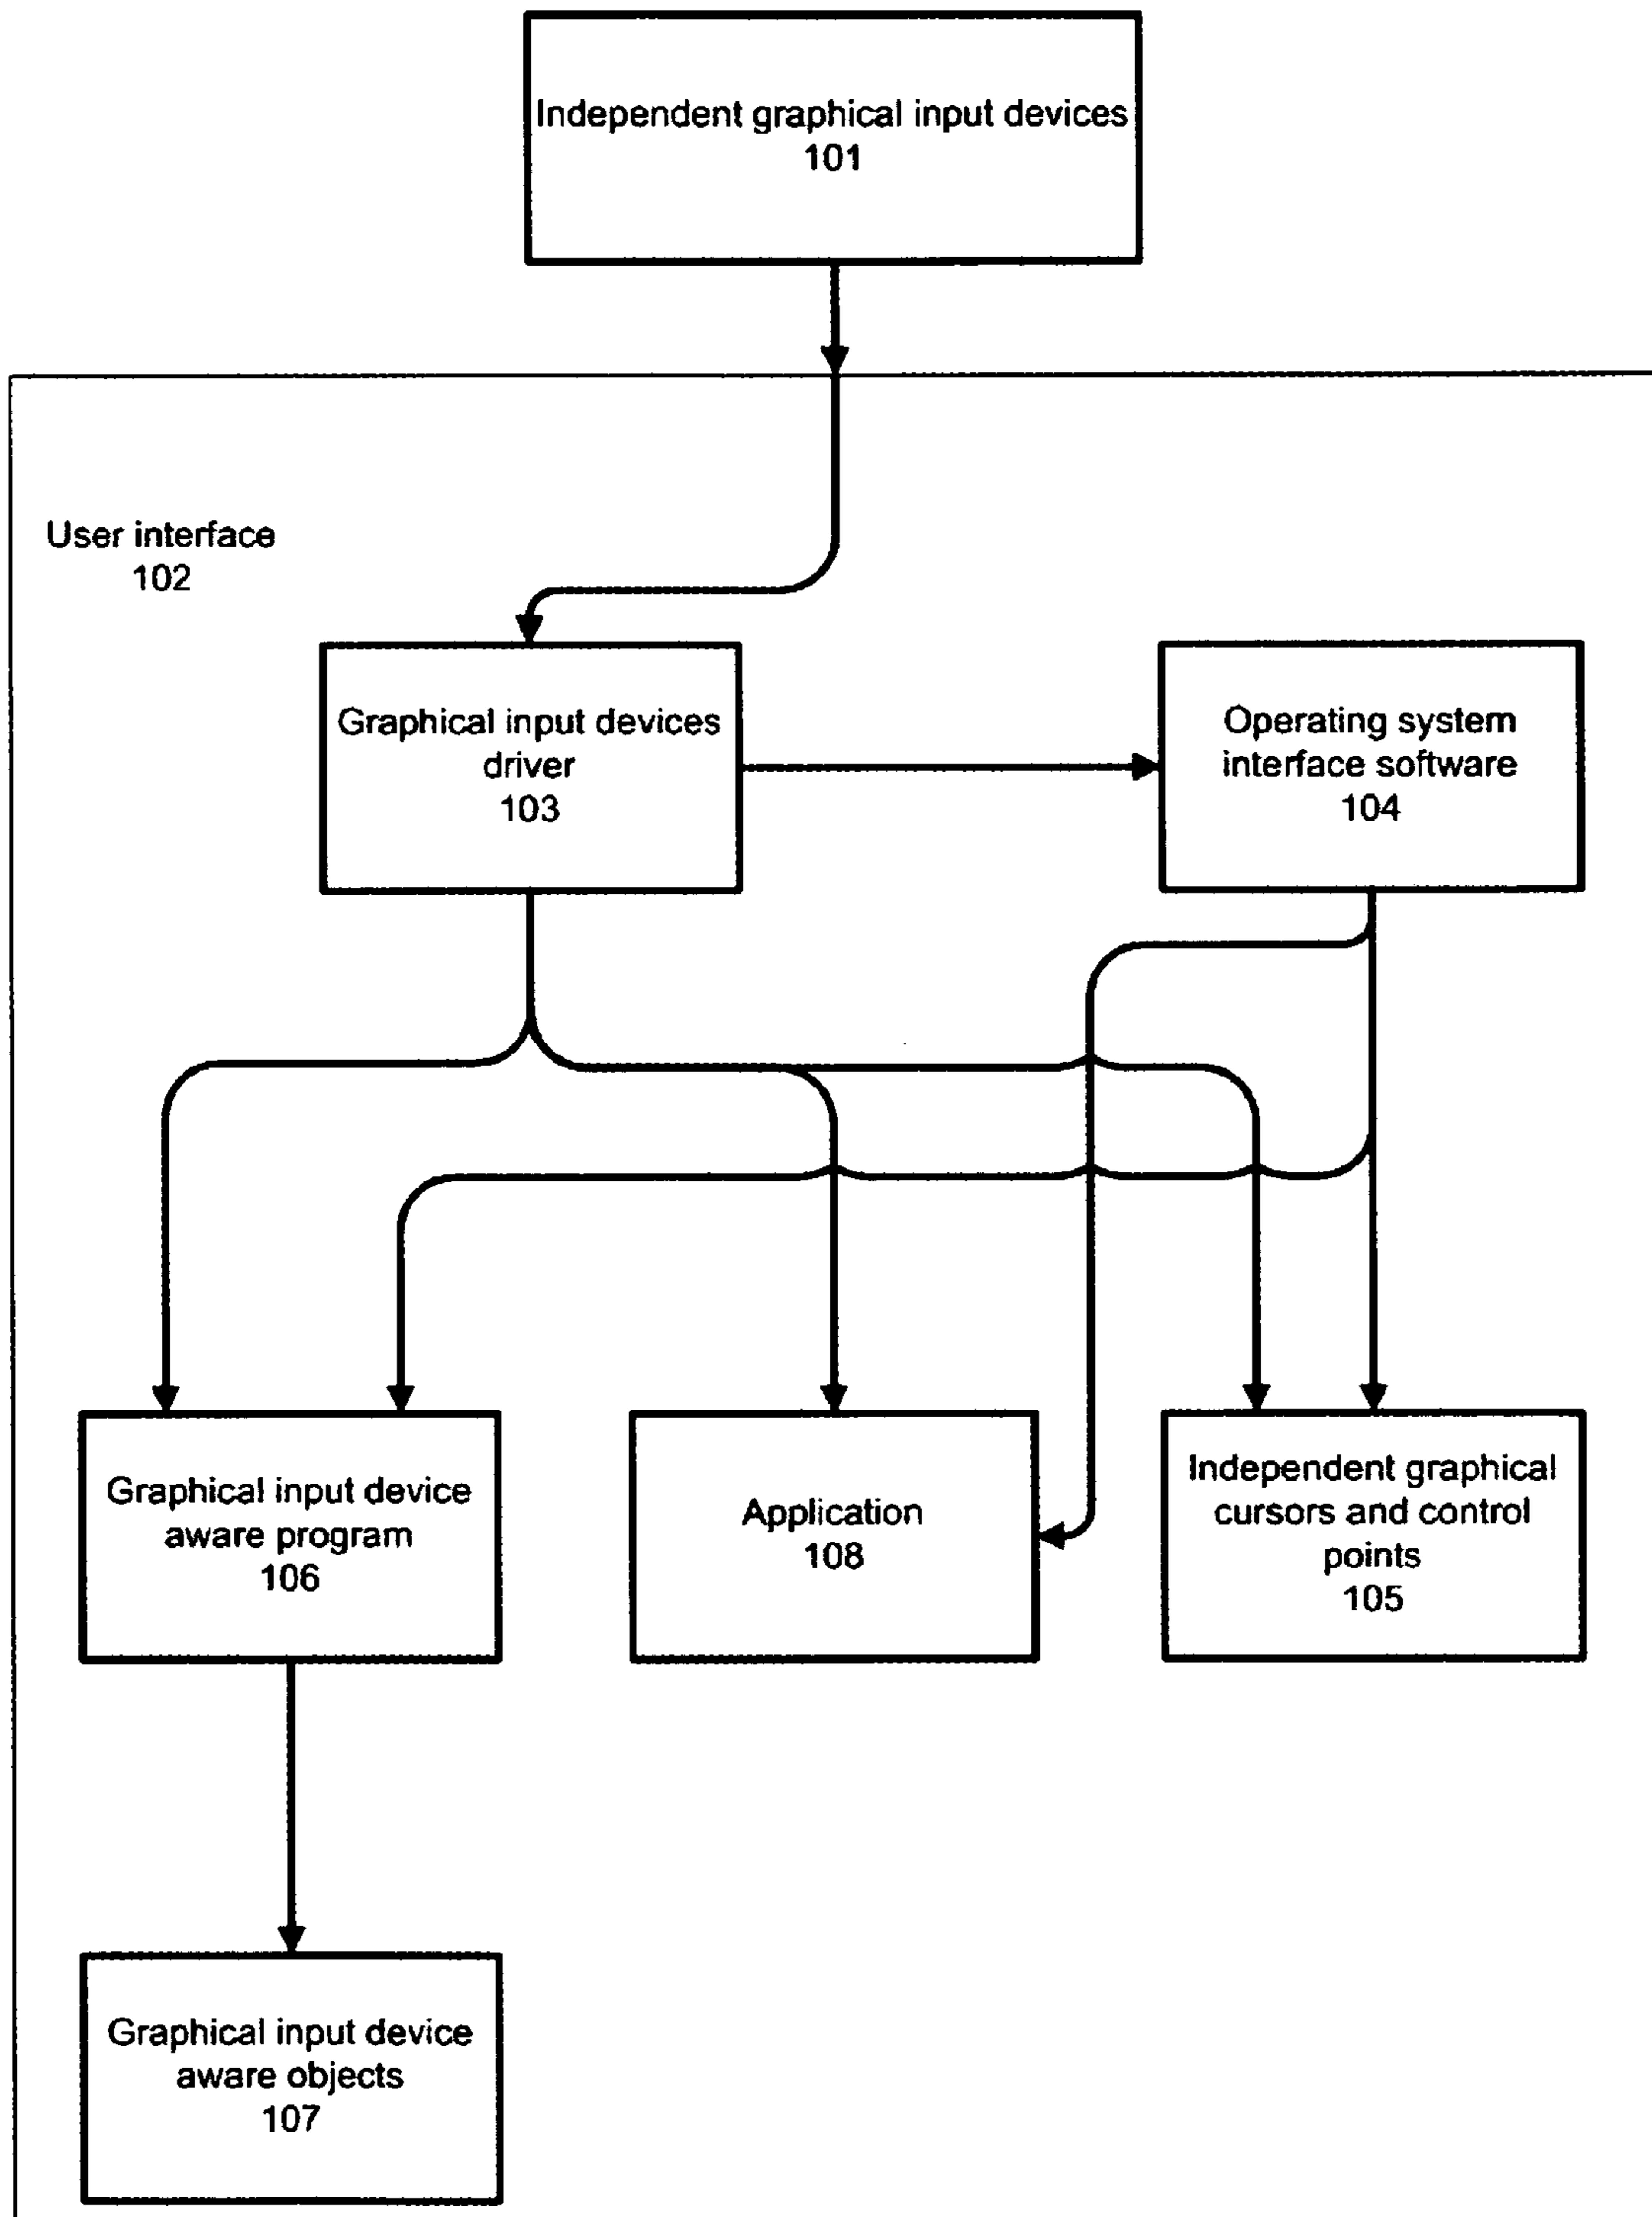 Independent graphical input devices
101
User interface
102
Graphical input devices
driver
103
Operating system
interface software
104
Graphical input device
aware program
106
Application
108
Independent graphical
cursors and control
points
105
Graphical input device
aware objects
107